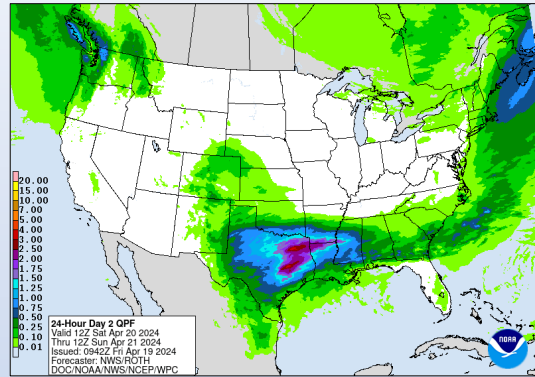 20.00
15.00
10.00
7.00
5.00
4.00
3.00
2.50
2.00
1.75
1.50
1.25
1.00
0.75
0.50
0.25
0.10
0.01
24-Hour Day 2 QPF
Valid 12Z Sat Apr 20 2024
Thru 12Z Sun Apr 21 2024
Issued: 0942Z Fri Apr 19 2024
Forecaster: NWS/ROTH
DOC/NOAA/NWS/NCEP/WPC
NOAA